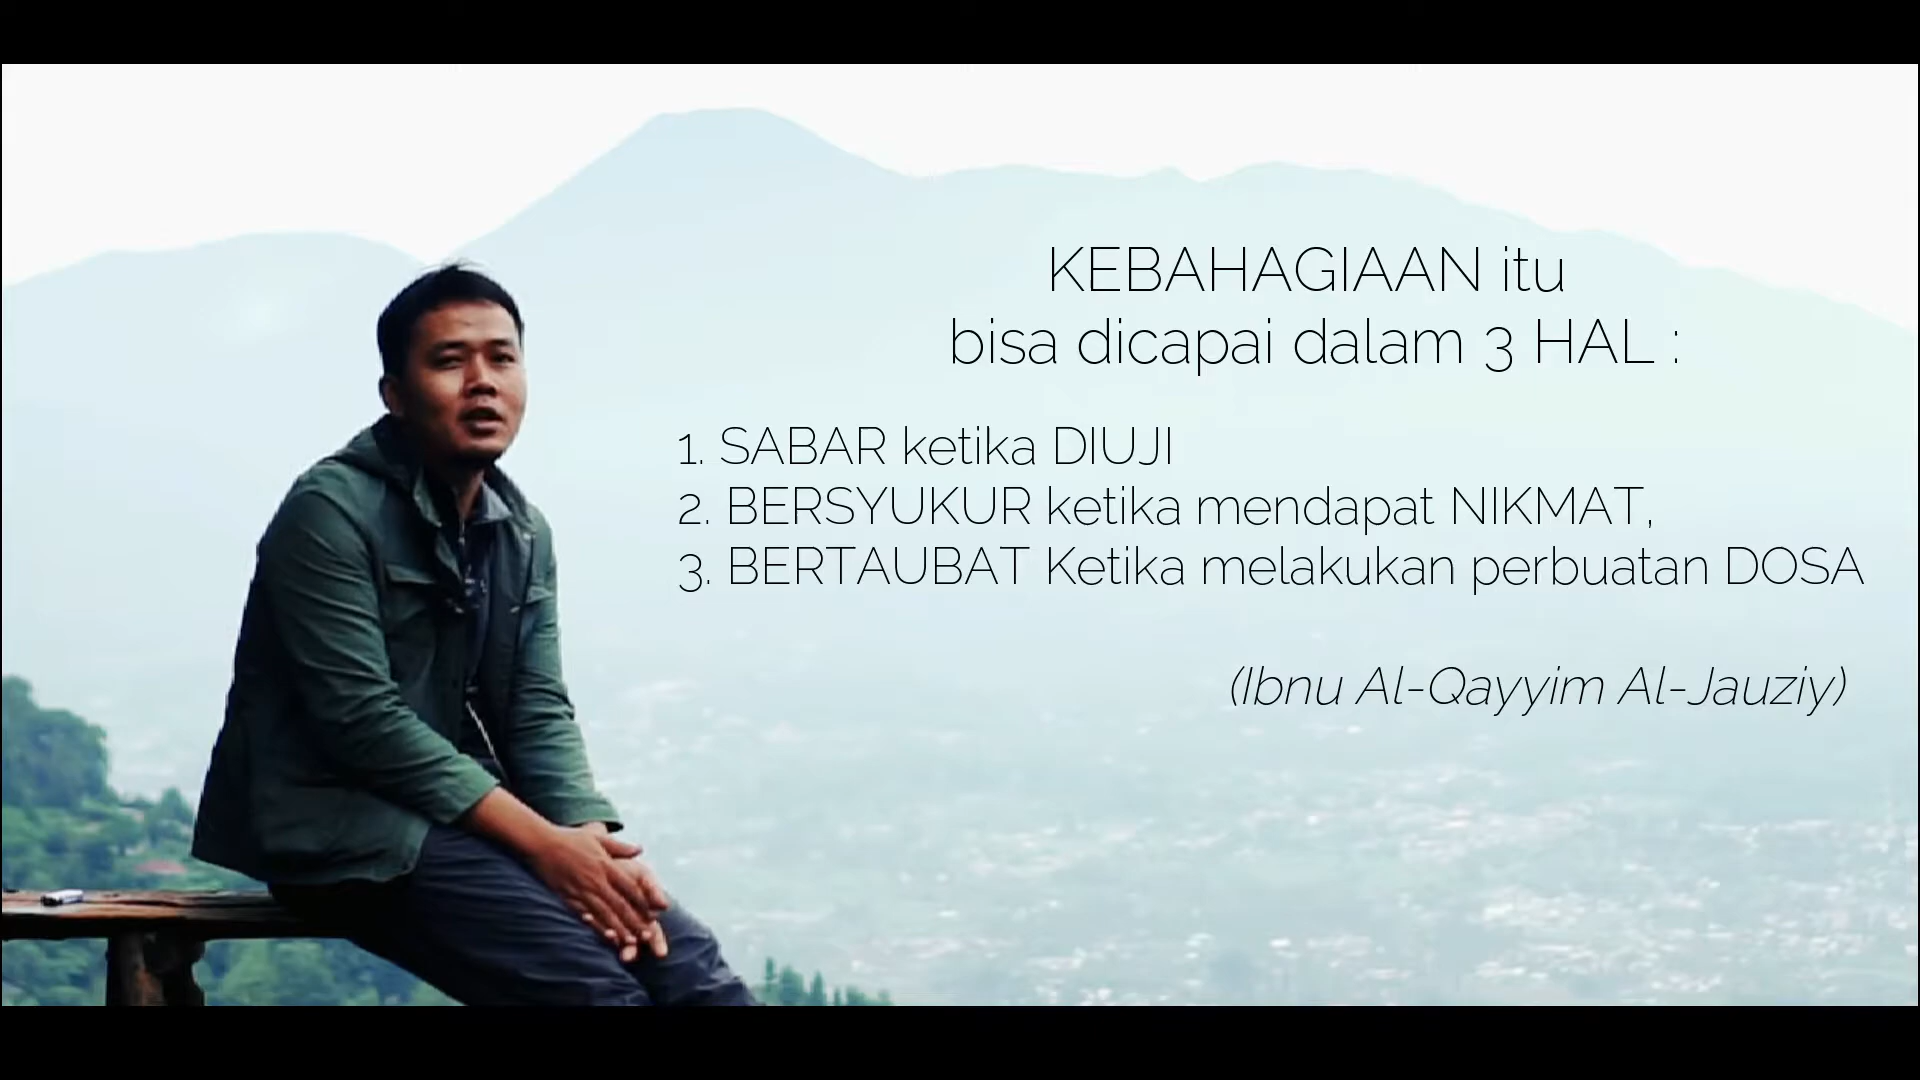 KEBAHAGIAAN itu
bisa dicapai dalam 3 HAL :
1. SABAR ketika DIUJI
2. BERSYUKUR ketika mendapat NIKMAT,
3. BERTAUBAT Ketika melakukan perbuatan DOSA
(Ibnu Al-Qayyim Al-Jauziy)